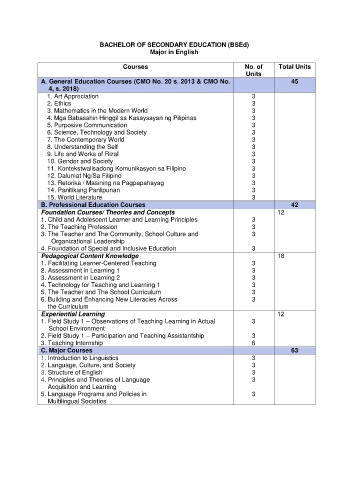 BACHELOR OF SECONDARY EDUCATION (BSEd)
Major in English
Courses No. of Units Total Units
A. General Education Courses (CMO No. 20 s. 2013 & CMO No. 4, s. 2018) 45
1. Art Appreciation 3
2. Ethics 3
3. Mathematics in the Modern World 3
4. Mga Babasahin Hinggil sa Kasaysayan ng Pilipinas 3
5. Purposive Communication 3
6. Science, Technology and Society 3
7. The Contemporary World 3
8. Understanding the Self 3
9. Life and Works of Rizal 3
10. Gender and Society 3
11. Kontekstwalisadong Komunikasyon sa Filipino 3
12. Dalumat Ng/Sa Filipino 3
13. Retorika / Masining na Pagpapahayag 3
14. Panitikang Panlipunan 3
15. World Literature 3
B. Professional Education Courses 42
Foundation Courses/ Theories and Concepts 12
1. Child and Adolescent Learner and Learning Principles 3
2. The Teaching Profession 3
3. The Teacher and The Community, School Culture and 3
Organizational Leadership
4. Foundation of Special and Inclusive Education 3
Pedagogical Content Knowledge 18
1. Facilitating Learner-Centered Teaching 3
2. Assessment in Learning 1 3
3. Assessment in Learning 2 3
4. Technology for Teaching and Learning 1 3
5. The Teacher and The School Curriculum 3
6. Building and Enhancing New Literacies Across 3
the Curriculum
Experiential Learning 12
1. Field Study 1 – Observations of Teaching-Learning in Actual 3
School Environment
2. Field Study 1 – Participation and Teaching Assistantship 3
3. Teaching Internship 6
C. Major Courses 63
1. Introduction to Linguistics 3
2. Language, Culture, and Society 3
3. Structure of English 3
4. Principles and Theories of Language 3
Acquisition and Learning
5. Language Programs and Policies in 3
Multilingual Societies